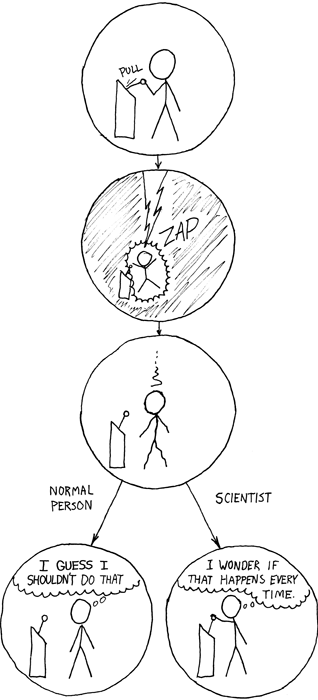 PULL
ZAP
NORMAL
PERSON
SCIENTIST
I GUESS I
SHOULDN'T DO THAT
I WONDER IF
THAT HAPPENS EVERY
TIME.